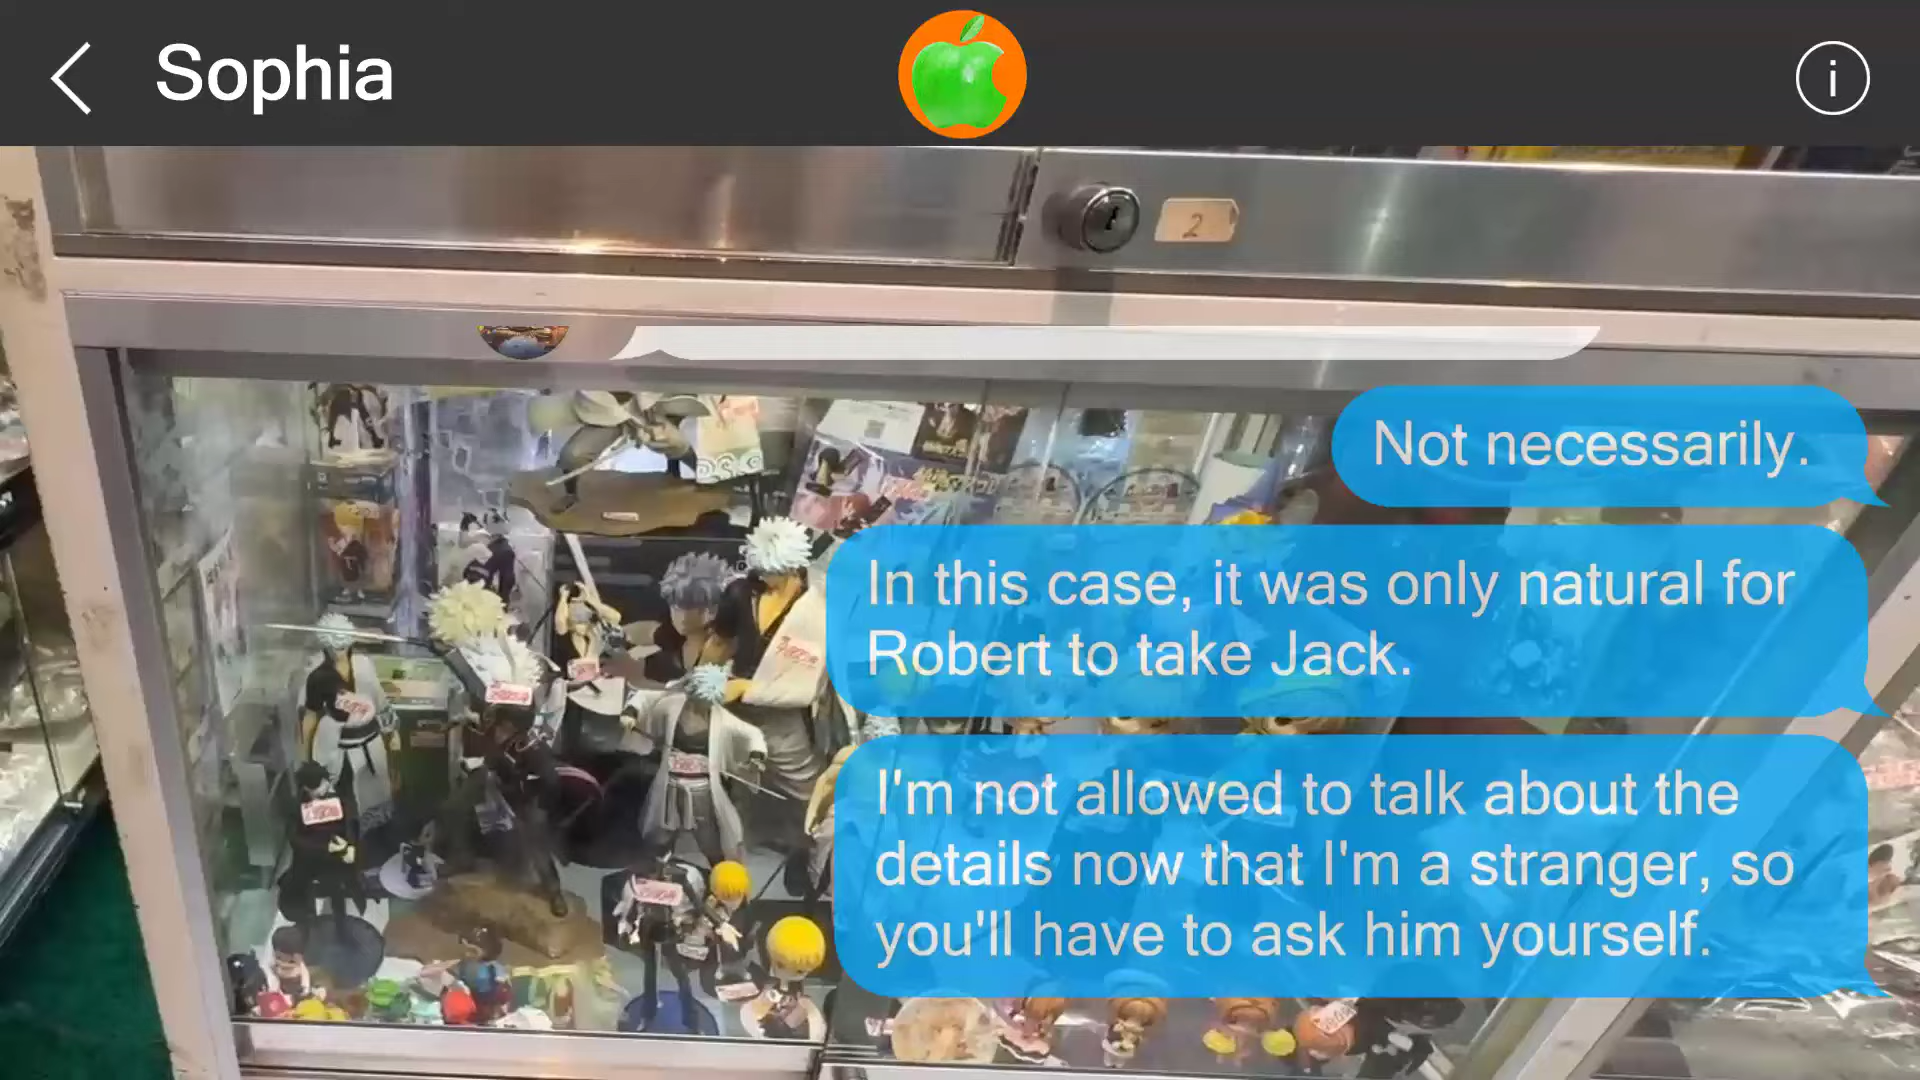 Sophia
i
2
Not necessarily.
In this case, it was only natural for
Robert to take Jack.
I'm not allowed to talk about the
details now that I'm a stranger, so
you'll have to ask him yourself.